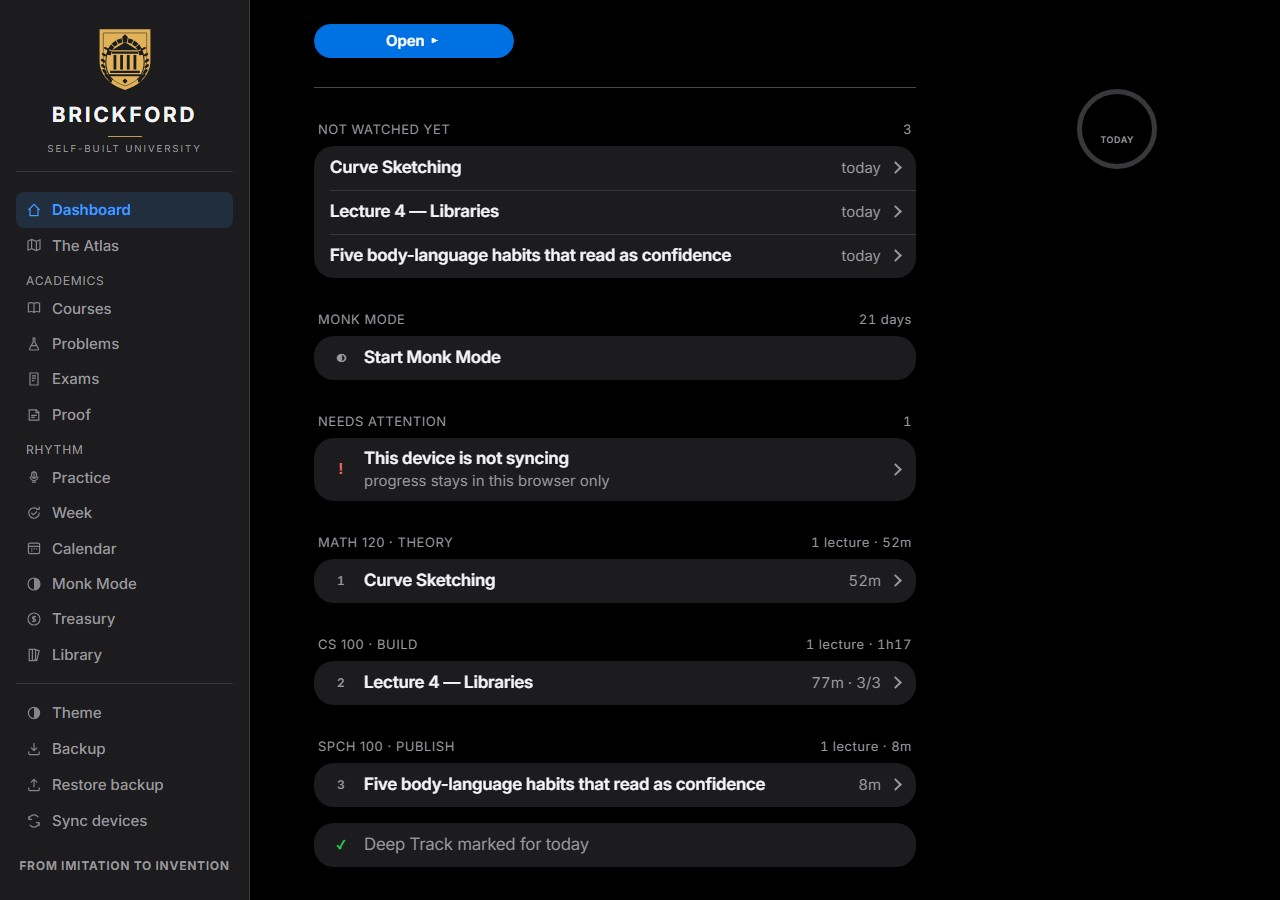 BRICKFORD
SELF-BUILT UNIVERSITY
Dashboard
The Atlas
ACADEMICS
Courses
Problems
Exams
Proof
RHYTHM
Practice
Week
Calendar
Monk Mode
Treasury
Library
Theme
Backup
Restore backup
Sync devices
FROM IMITATION TO INVENTION
Open ▸
NOT WATCHED YET 3
Curve Sketching today
Lecture 4 — Libraries today
Five body-language habits that read as confidence today
MONK MODE 21 days
Start Monk Mode
NEEDS ATTENTION 1
! This device is not syncing
progress stays in this browser only
MATH 120 · THEORY 1 lecture · 52m
1 Curve Sketching 52m
CS 100 · BUILD 1 lecture · 1h17
2 Lecture 4 — Libraries 77m · 3/3
SPCH 100 · PUBLISH 1 lecture · 8m
3 Five body-language habits that read as confidence 8m
✓ Deep Track marked for today
TODAY